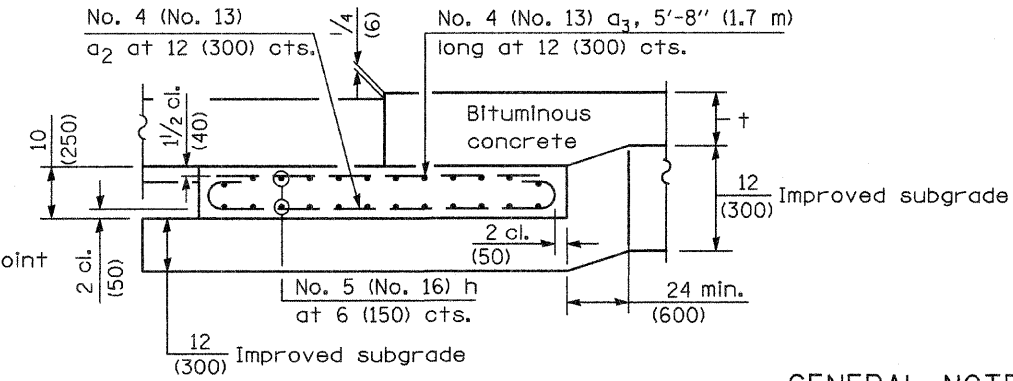 No. 4 (No. 13)
a2 at 12 (300) cts.
1/4
(6)
No. 4 (No. 13) a3, 5'-8" (1.7 m)
long at 12 (300) cts.
10
(250)
1 1/2 cl.
(40)
Bituminous
concrete
t
12
(300)
Improved subgrade
oint
2 cl.
(50)
2 cl.
(50)
No. 5 (No. 16) h
at 6 (150) cts.
24 min.
(600)
12
(300)
Improved subgrade